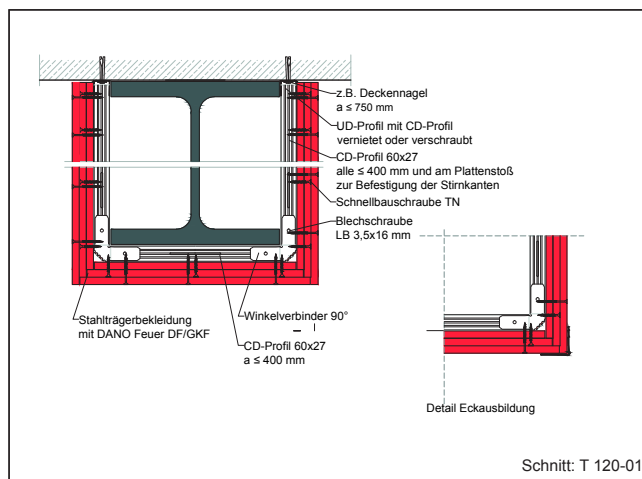 z.B. Deckennagel
a ≤ 750 mm
UD-Profil mit CD-Profil
vernietet oder verschraubt
CD-Profil 60x27
alle ≤ 400 mm und am Plattenstoß
zur Befestigung der Stirnkanten
Schnellbauschraube TN
Blechschraube
LB 3,5x16 mm
Stahlträgerbekleidung
mit DANO Feuer DF/GKF
Winkelverbinder 90°
CD-Profil 60x27
a ≤ 400 mm
Detail Eckausbildung
Schnitt: T 120-01